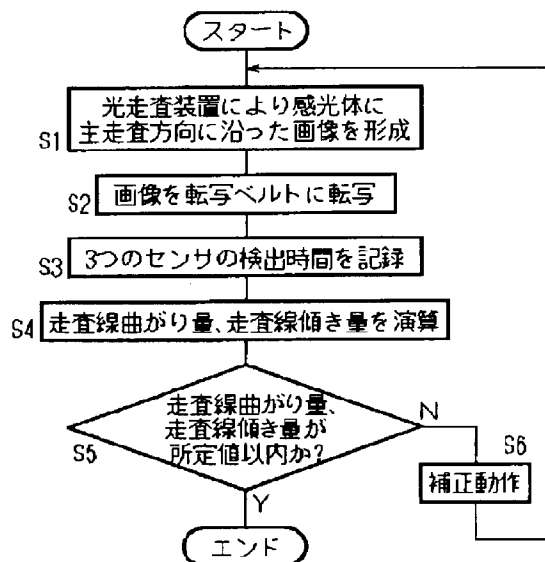 スタート
光走査装置により感光体に
主走査方向に沿った画像を形成
S1
画像を転写ベルトに転写
S2
3つのセンサの検出時間を記録
S3
S4
走査線曲がり量、走査線傾き量を演算
走査線曲がり量、
走査線傾き量が
所定値以内か?
S5
N
S6
補正動作
Y
エンド